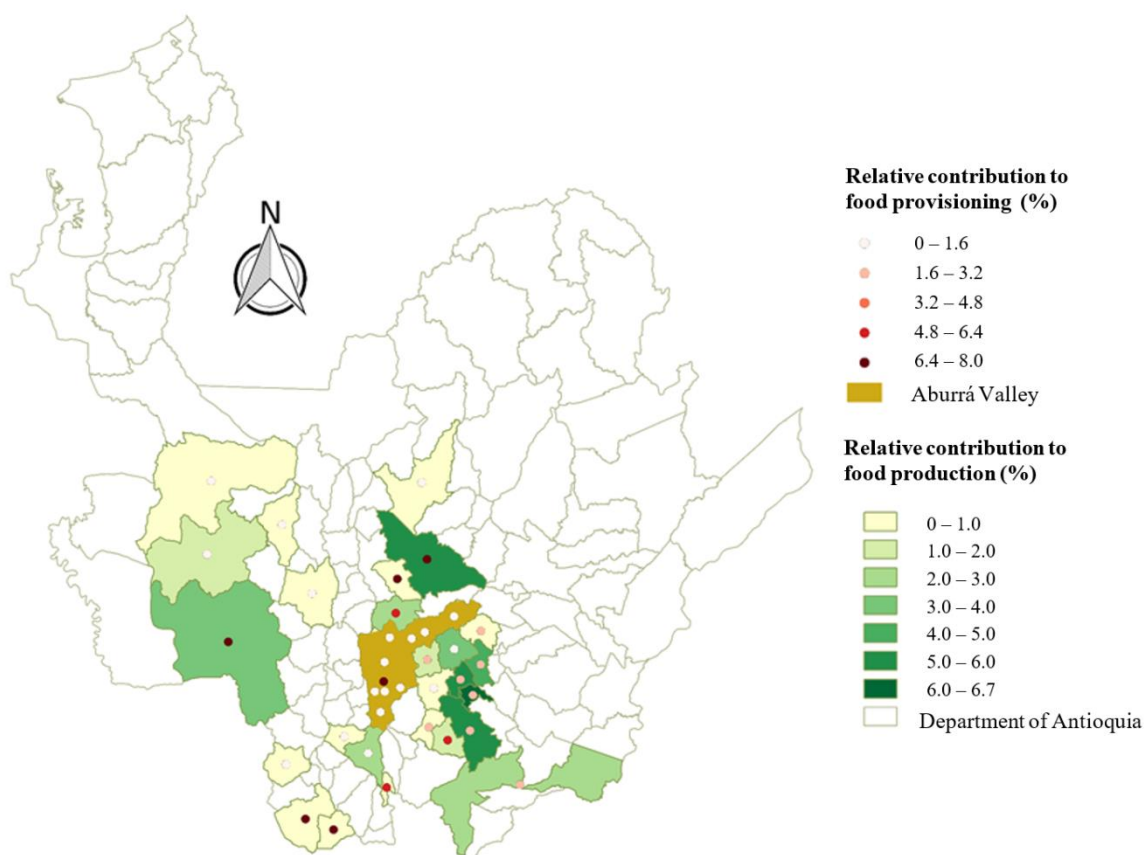 N
Relative contribution to
food provisioning (%)
0 – 1.6
1.6 – 3.2
3.2 – 4.8
4.8 – 6.4
6.4 – 8.0
Aburrá Valley
Relative contribution to
food production (%)
0 – 1.0
1.0 – 2.0
2.0 – 3.0
3.0 – 4.0
4.0 – 5.0
5.0 – 6.0
6.0 – 6.7
Department of Antioquia